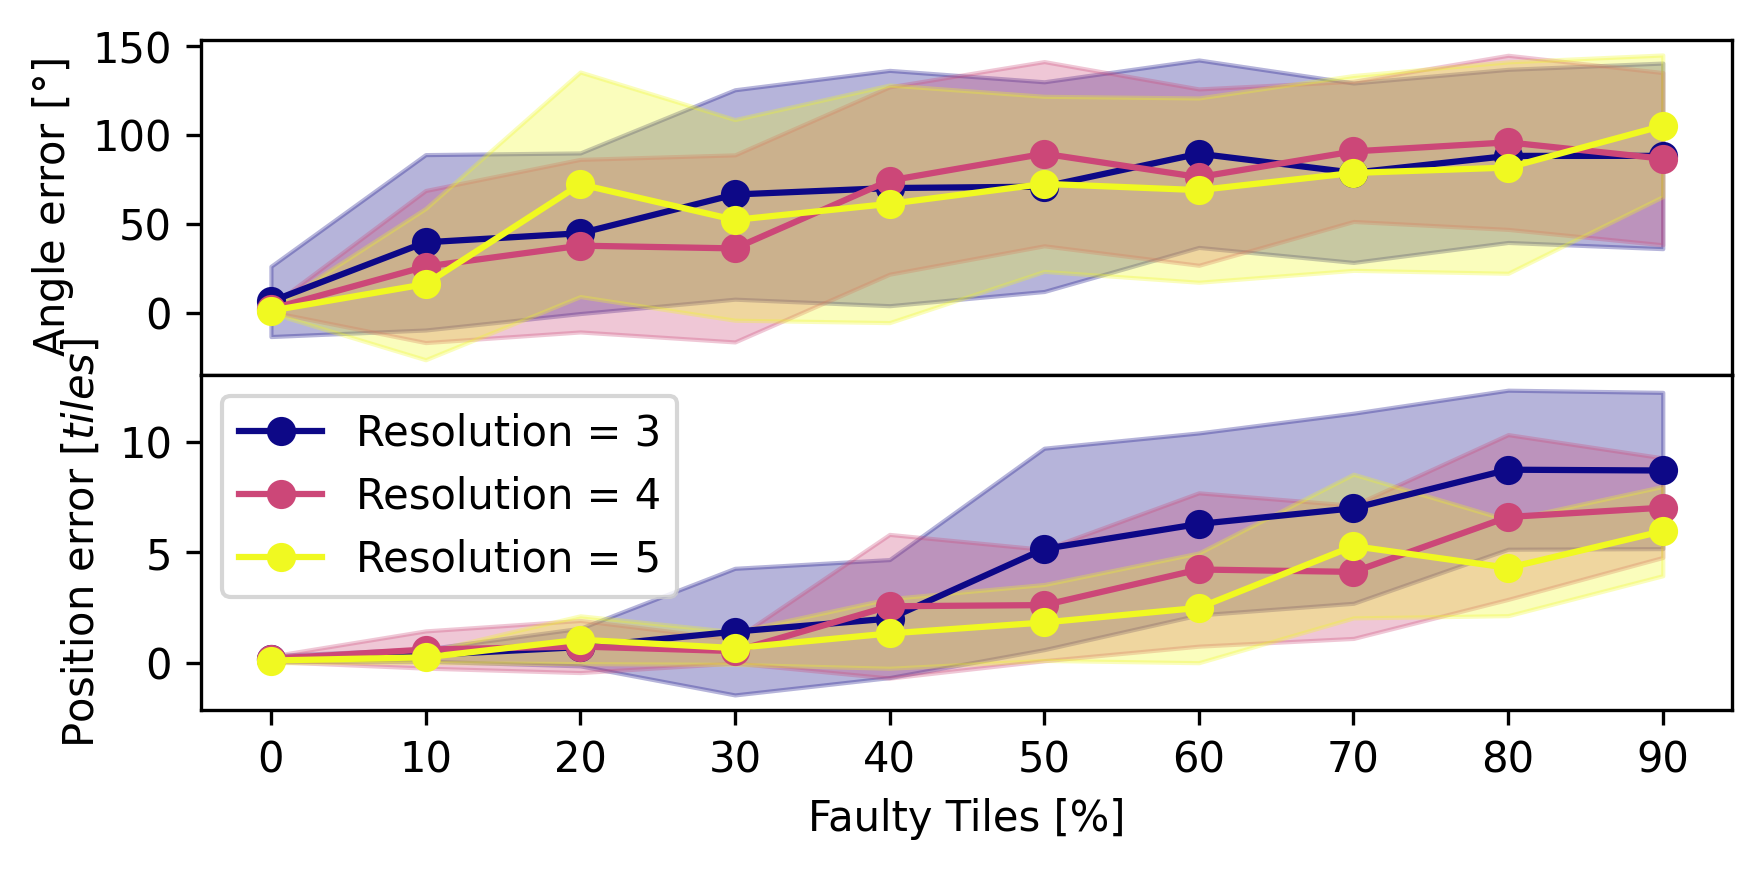 Angle error [°]
150
100
50
0
Position error [tiles]
10
5
0
Resolution = 3
Resolution = 4
Resolution = 5
0 10 20 30 40 50 60 70 80 90
Faulty Tiles [%]